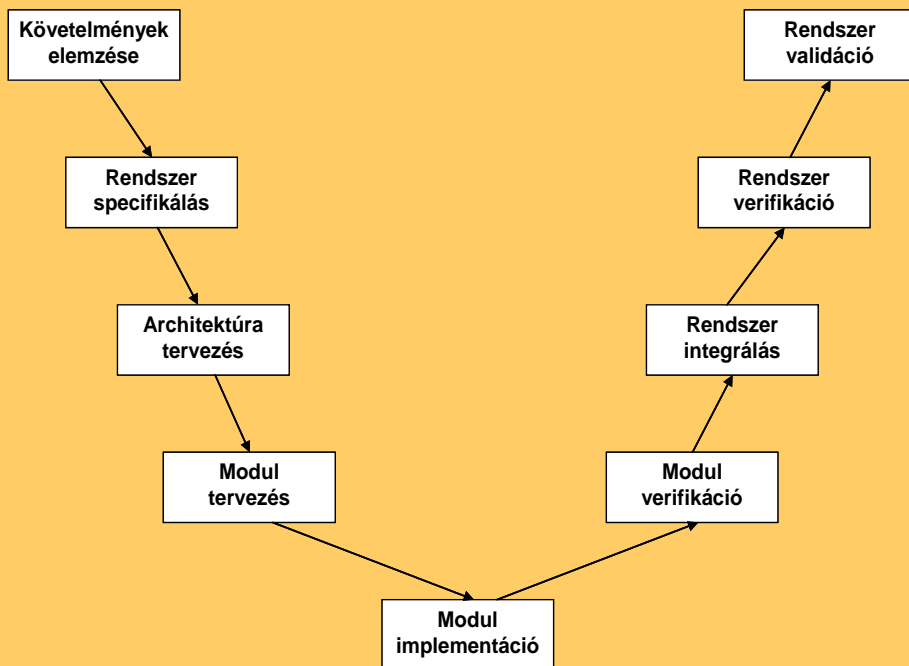 Követelmények
elemzése
Rendszer
validáció
Rendszer
specifikálás
Rendszer
verifikáció
Architektúra
tervezés
Rendszer
integrálás
Modul
tervezés
Modul
verifikáció
Modul
implementáció